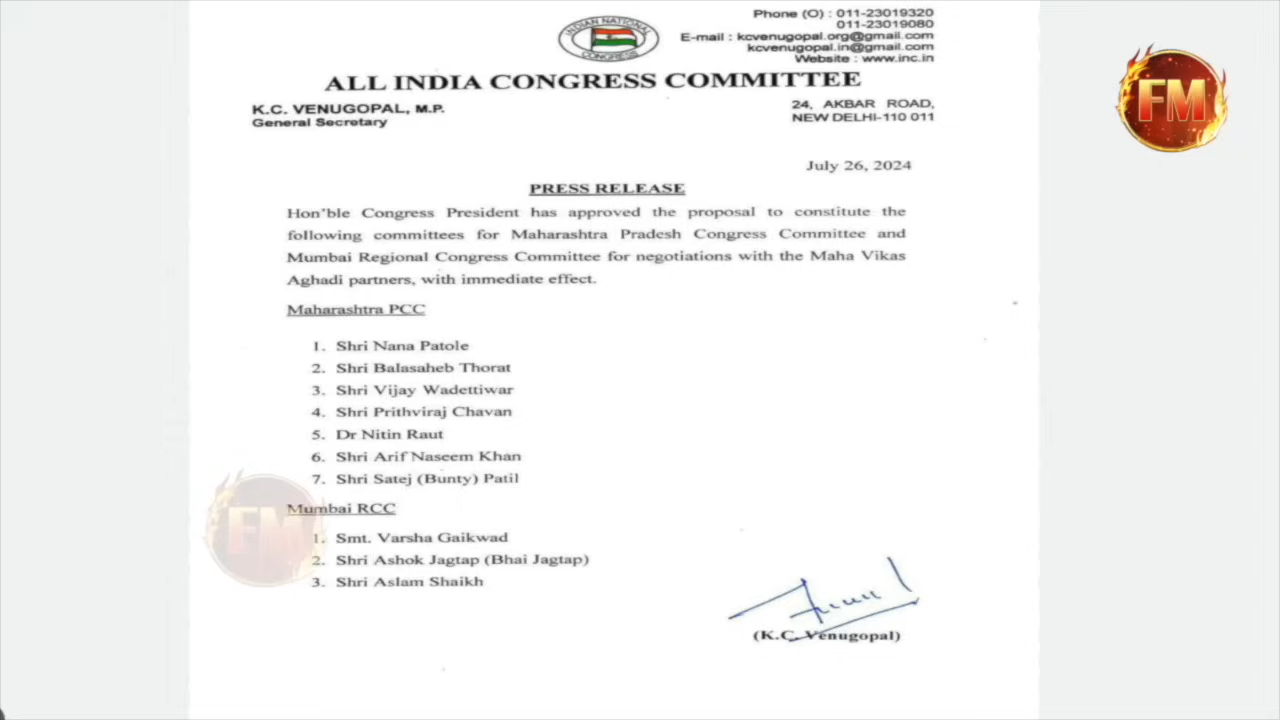 INDIAN NATIONAL
CONGRESS
Phone (O) : 011-23019320
011-23019080
E-mail : kcvenugopal.org@gmail.com
kcvenugopal.in@gmail.com
Website : www.inc.in
ALL INDIA CONGRESS COMMITTEE
K.C. VENUGOPAL, M.P.
General Secretary
24, AKBAR ROAD,
NEW DELHI-110 011
FM
July 26, 2024
PRESS RELEASE
Hon'ble Congress President has approved the proposal to constitute the
following committees for Maharashtra Pradesh Congress Committee and
Mumbai Regional Congress Committee for negotiations with the Maha Vikas
Aghadi partners, with immediate effect.
Maharashtra PCC
1. Shri Nana Patole
2. Shri Balasaheb Thorat
3. Shri Vijay Wadettiwar
4. Shri Prithviraj Chavan
5. Dr Nitin Raut
6. Shri Arif Naseem Khan
7. Shri Satej (Bunty) Patil
Mumbai RCC
FM
1. Smt. Varsha Gaikwad
2. Shri Ashok Jagtap (Bhai Jagtap)
3. Shri Aslam Shaikh
(K.C. Venugopal)